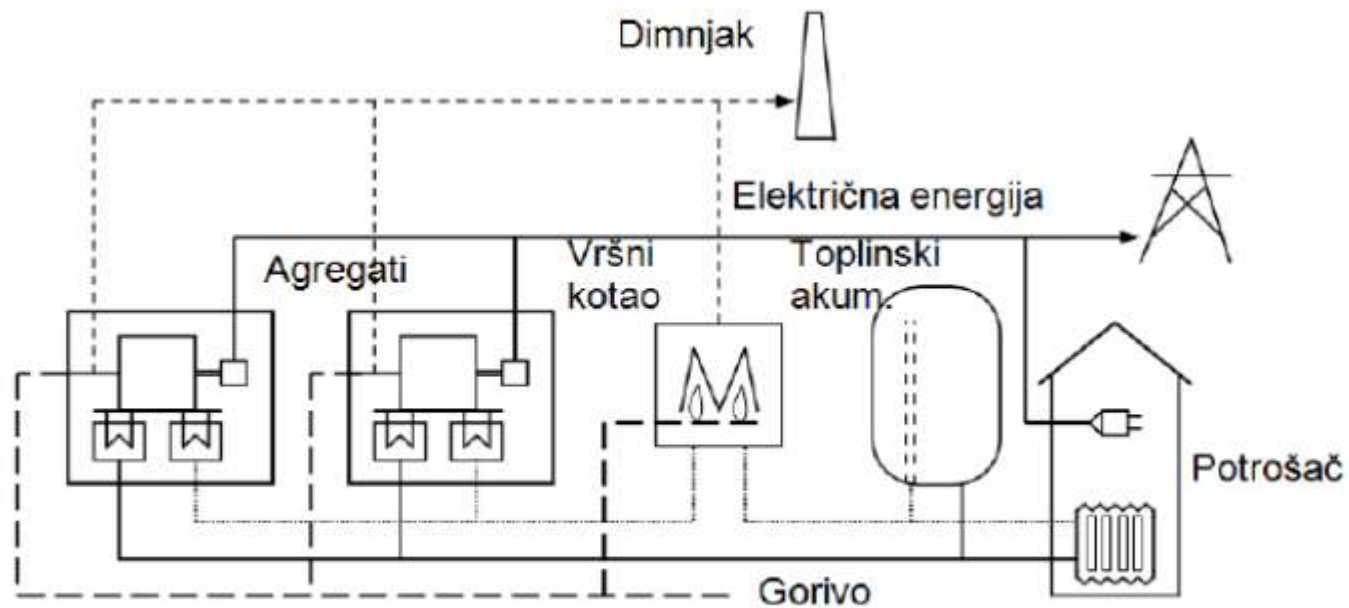 Dimnjak
Električna energija
Agregati
Vršni
kotao
Toplinski
akum.
Potrošač
Gorivo